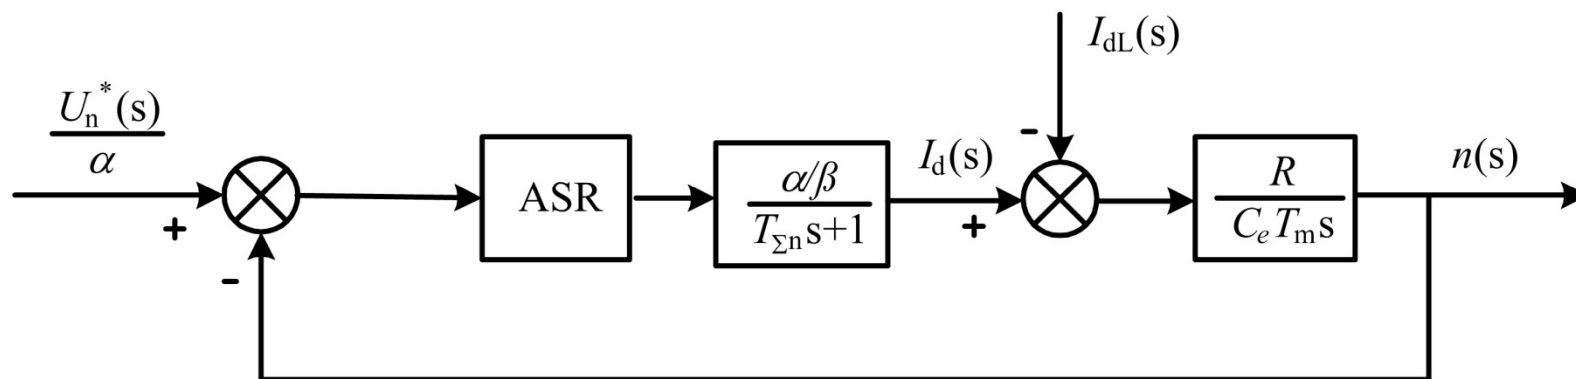 I_dL(s)
U_n^*(s)
α
+
-
ASR
α/β
T_Σn s+1
I_d(s)
+
-
R
C_e T_m s
n(s)